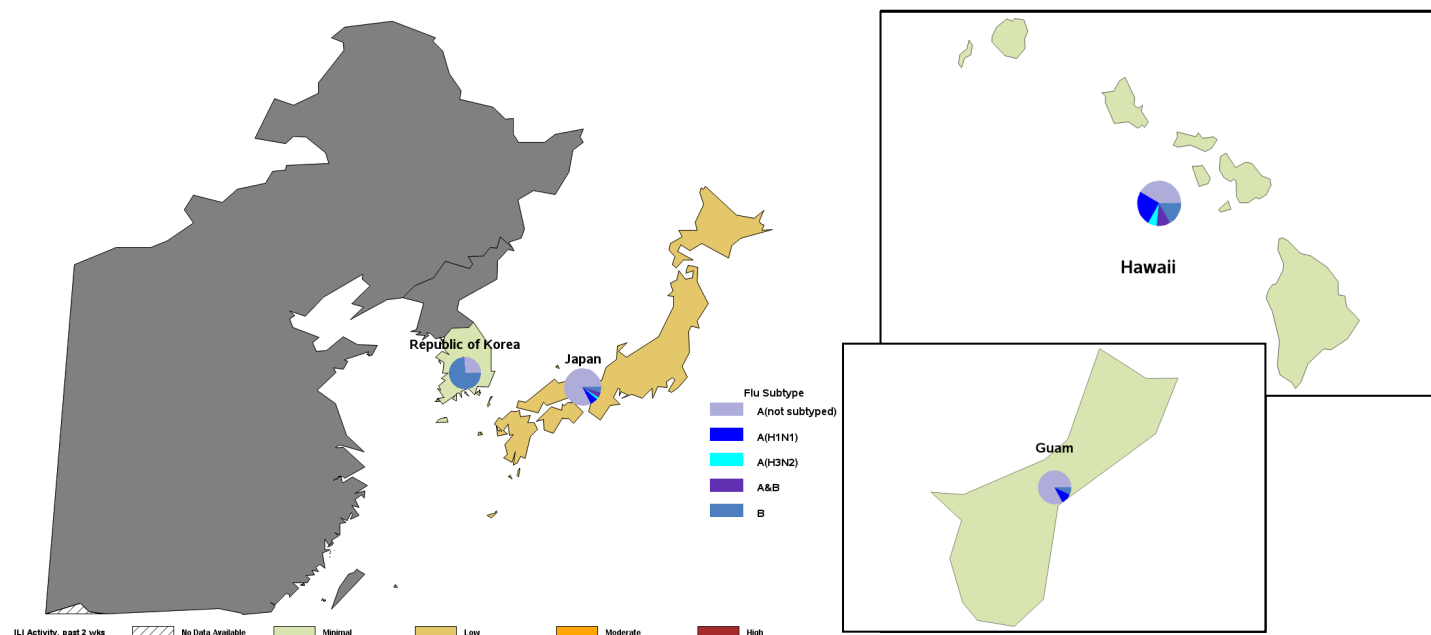 Republic of Korea
Japan
Hawaii
Guam
Flu Subtype
A(not subtyped)
A(H1N1)
A(H3N2)
A&B
B
ILI Activity, past 2 wks
No Data Available
Minimal
Low
Moderate
High